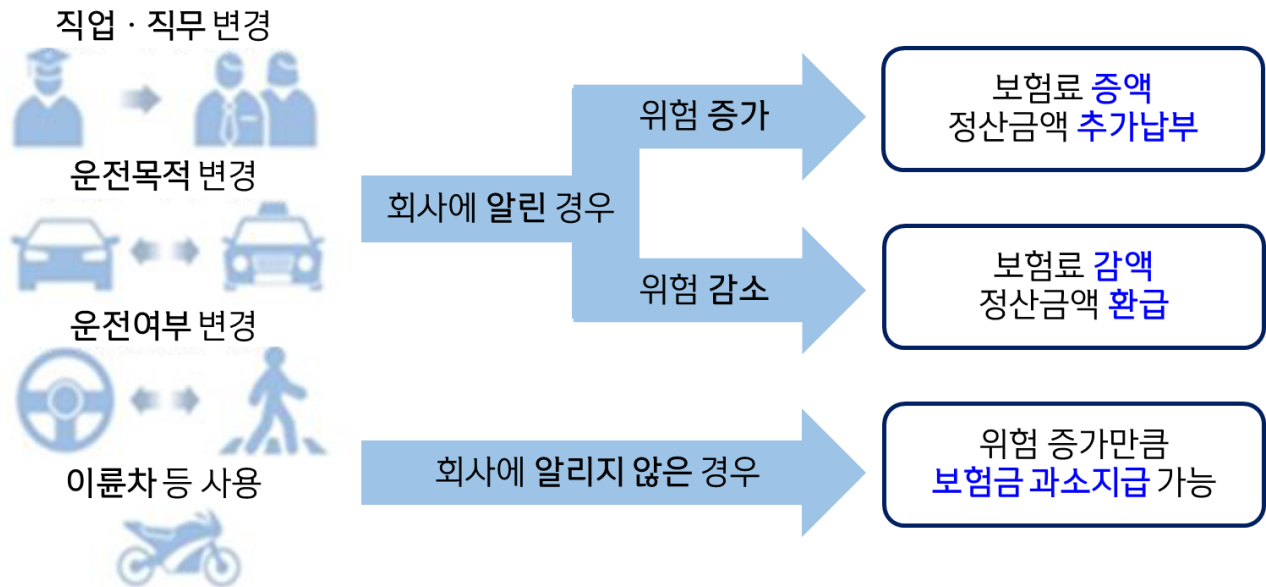 직업 · 직무 변경
운전목적 변경
운전여부 변경
이륜차 등 사용
회사에 알린 경우
위험 증가
보험료 증액
정산금액 추가납부
위험 감소
보험료 감액
정산금액 환급
회사에 알리지 않은 경우
위험 증가만큼
보험금 과소지급 가능